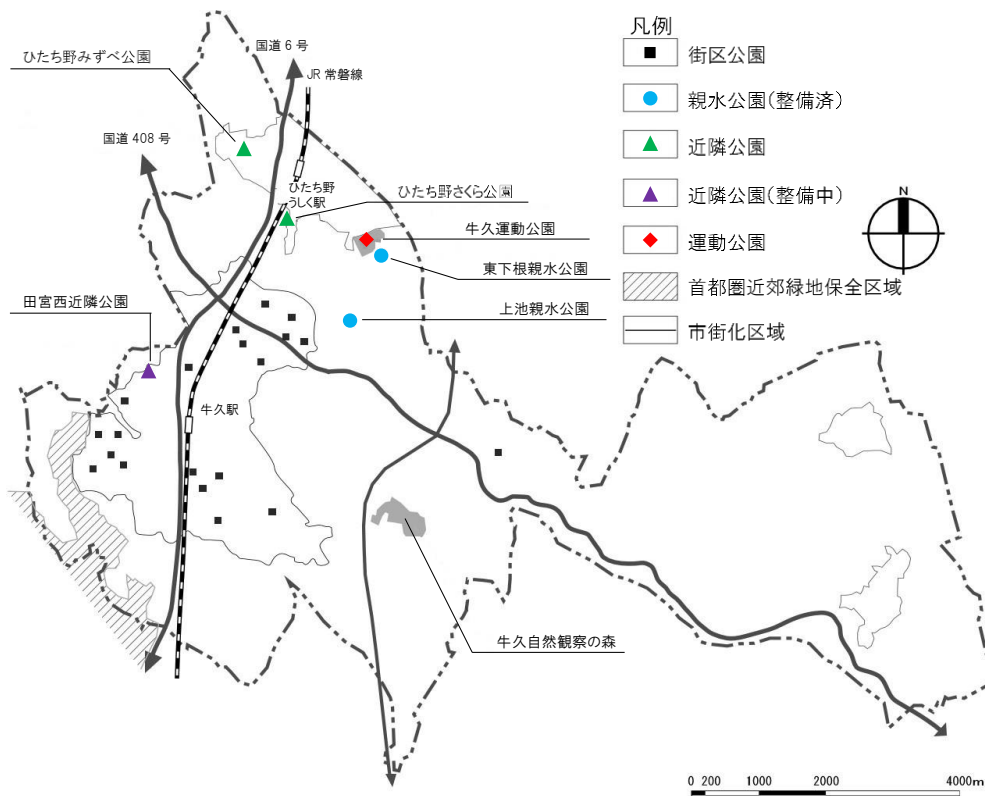 凡例
街区公園
親水公園(整備済)
近隣公園
近隣公園(整備中)
運動公園
首都圏近郊緑地保全区域
市街化区域
N
国道6号
ひたち野みずべ公園
JR常磐線
国道408号
ひたち野
うしく駅
ひたち野さくら公園
牛久運動公園
東下根親水公園
田宮西近隣公園
上池親水公園
牛久駅
牛久自然観察の森
0 200 1000 2000 4000m